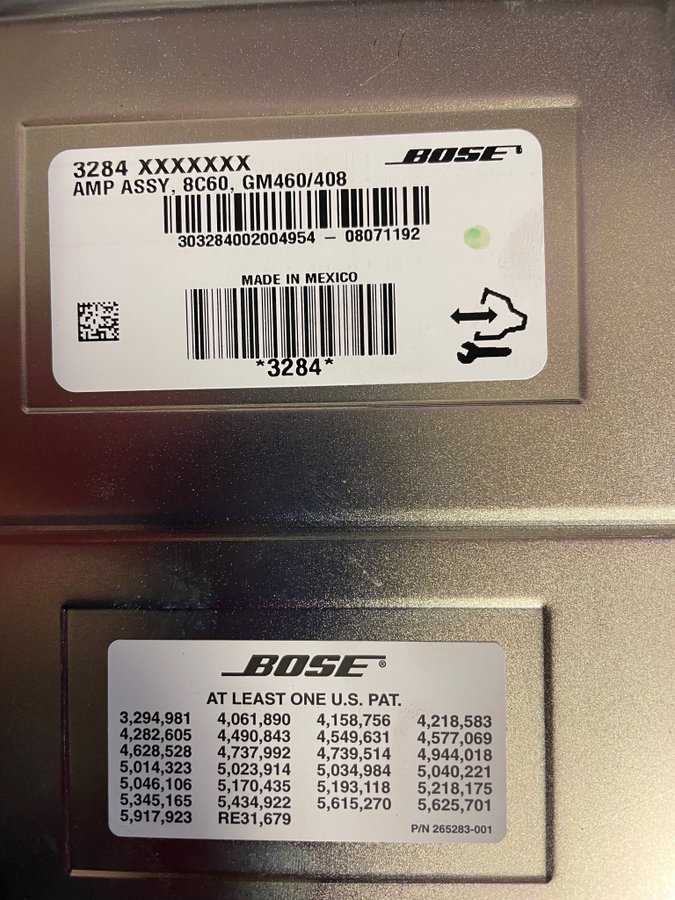 3284 XXXXXXX
BOSE®
AMP ASSY, 8C60, GM460/408
303284002004954 – 08071192
MADE IN MEXICO
*3284*
BOSE®
AT LEAST ONE U.S. PAT.
3,294,981 4,061,890 4,158,756 4,218,583
4,282,605 4,490,843 4,549,631 4,577,069
4,628,528 4,737,992 4,739,514 4,944,018
5,014,323 5,023,914 5,034,984 5,040,221
5,046,106 5,170,435 5,193,118 5,218,175
5,345,165 5,434,922 5,615,270 5,625,701
5,917,923 RE31,679
P/N 265283-001